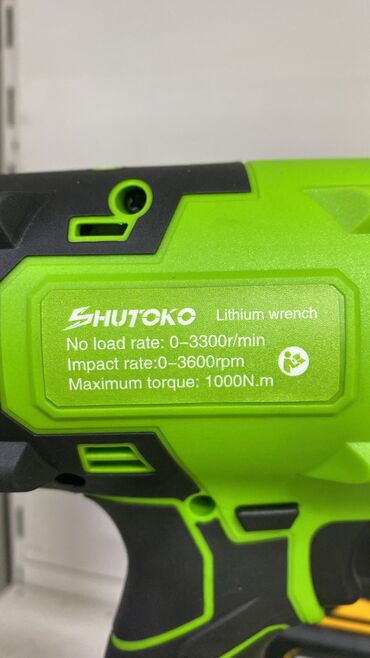 SHUTOKO Lithium wrench
No load rate: 0-3300r/min
Impact rate:0-3600rpm
Maximum torque: 1000N.m